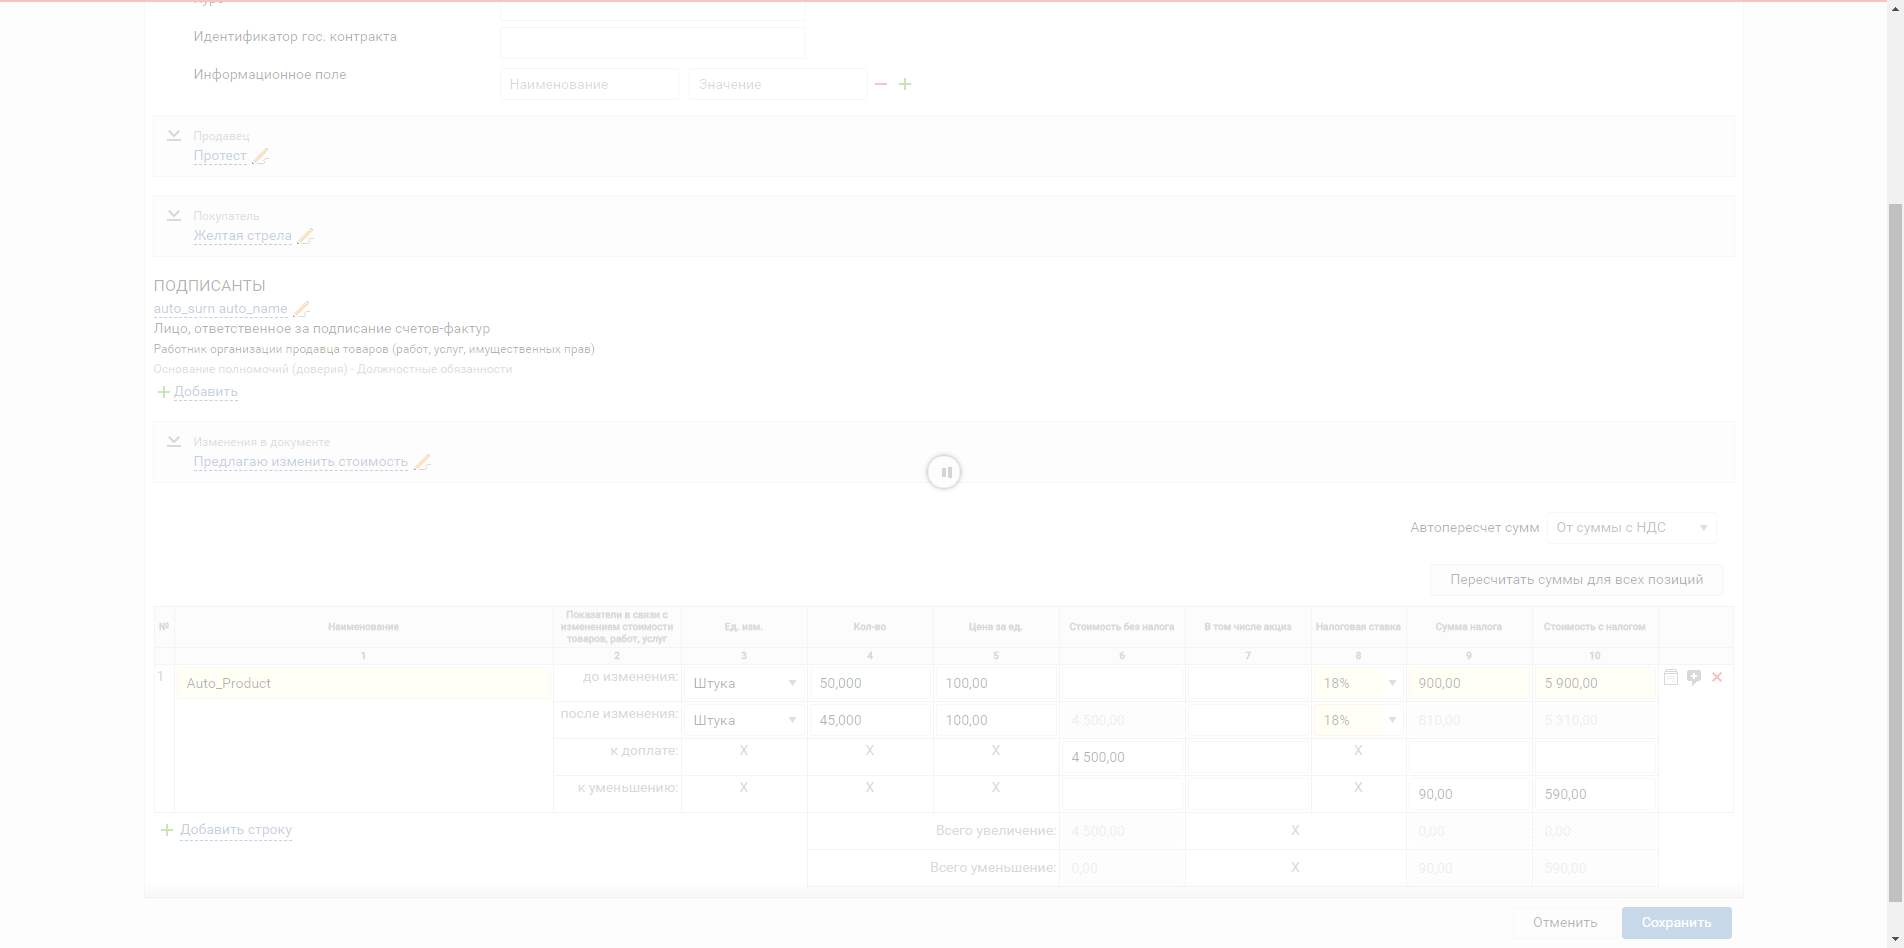 Идентификатор гос. контракта
Информационное поле
Наименование
Значение
Продавец
Протест
Покупатель
Желтая стрела
ПОДПИСАНТЫ
auto_surn auto_name
Лицо, ответственное за подписание счетов-фактур
Работник организации продавца товаров (работ, услуг, имущественных прав)
Основание полномочий (доверия) - Должностные обязанности
Добавить
Изменения в документе
Предлагаю изменить стоимость
Автопересчет сумм
От суммы с НДС
Пересчитать суммы для всех позиций
№ Наименование Показатели в связи с изменением стоимости товаров, работ, услуг Ед. изм. Кол-во Цена за ед. Стоимость без налога В том числе акциз Налоговая ставка Сумма налога Стоимость с налогом
1 2 3 4 5 6 7 8 9 10
1 Auto_Product до изменения: Штука 50,000 100,00 18% 900,00 5 900,00
после изменения: Штука 45,000 100,00 4 500,00 18% 810,00 5 310,00
к доплате: X X X 4 500,00 X
к уменьшению: X X X X 90,00 590,00
Добавить строку
Всего увеличение: 4 500,00 X 0,00 0,00
Всего уменьшение: 0,00 X 90,00 590,00
Отменить
Сохранить